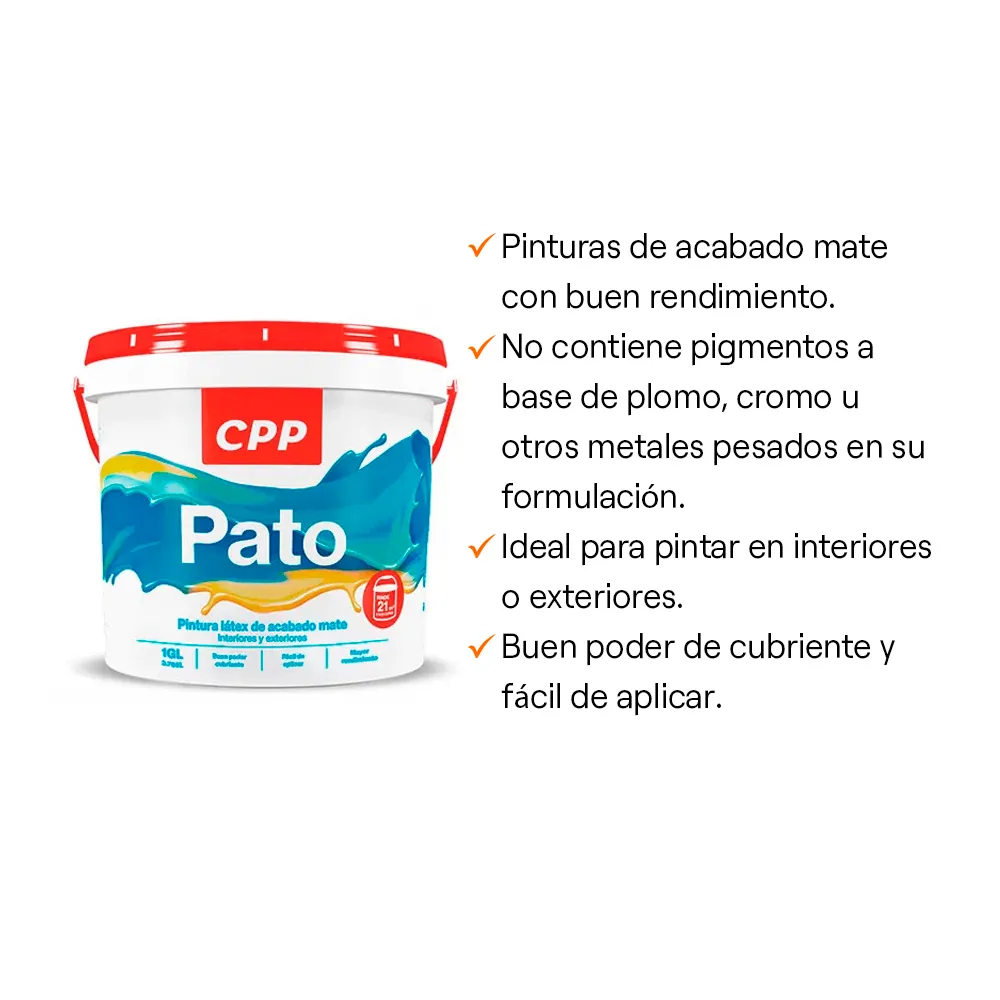 CPP
Pato
RINDE
21 m²
Pintura látex de acabado mate
Interiores y exteriores
1GL
3.785L
Buen poder
cubriente
Fácil de
aplicar
Mayor
rendimiento
Pinturas de acabado mate
con buen rendimiento.
No contiene pigmentos a
base de plomo, cromo u
otros metales pesados en su
formulación.
Ideal para pintar en interiores
o exteriores.
Buen poder de cubriente y
fácil de aplicar.